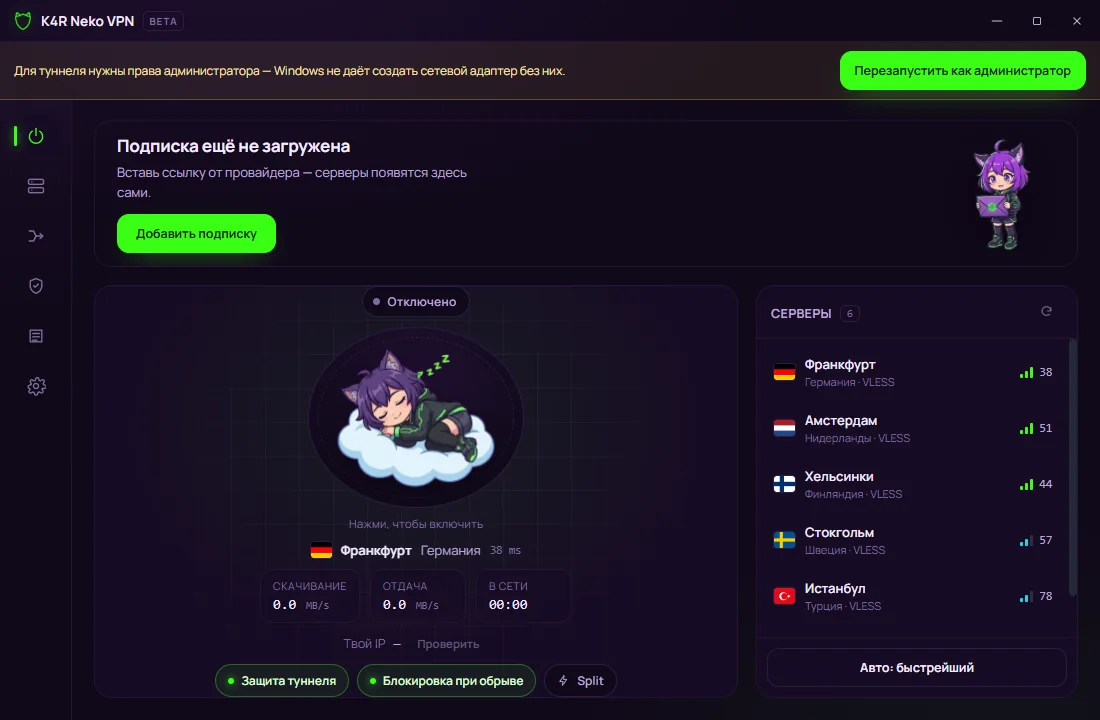 K4R Neko VPN BETA
Для туннеля нужны права администратора — Windows не даёт создать сетевой адаптер без них.
Перезапустить как администратор
Подписка ещё не загружена
Вставь ссылку от провайдера — серверы появятся здесь
сами.
Добавить подписку
Отключено
z z z z
Нажми, чтобы включить
Франкфурт Германия 38 ms
СКАЧИВАНИЕ
0.0 MB/s
ОТДАЧА
0.0 MB/s
В СЕТИ
00:00
Твой IP — Проверить
Защита туннеля
Блокировка при обрыве
Split
СЕРВЕРЫ 6
Франкфурт
Германия · VLESS
38
Амстердам
Нидерланды · VLESS
51
Хельсинки
Финляндия · VLESS
44
Стокгольм
Швеция · VLESS
57
Истанбул
Турция · VLESS
78
Авто: быстрейший